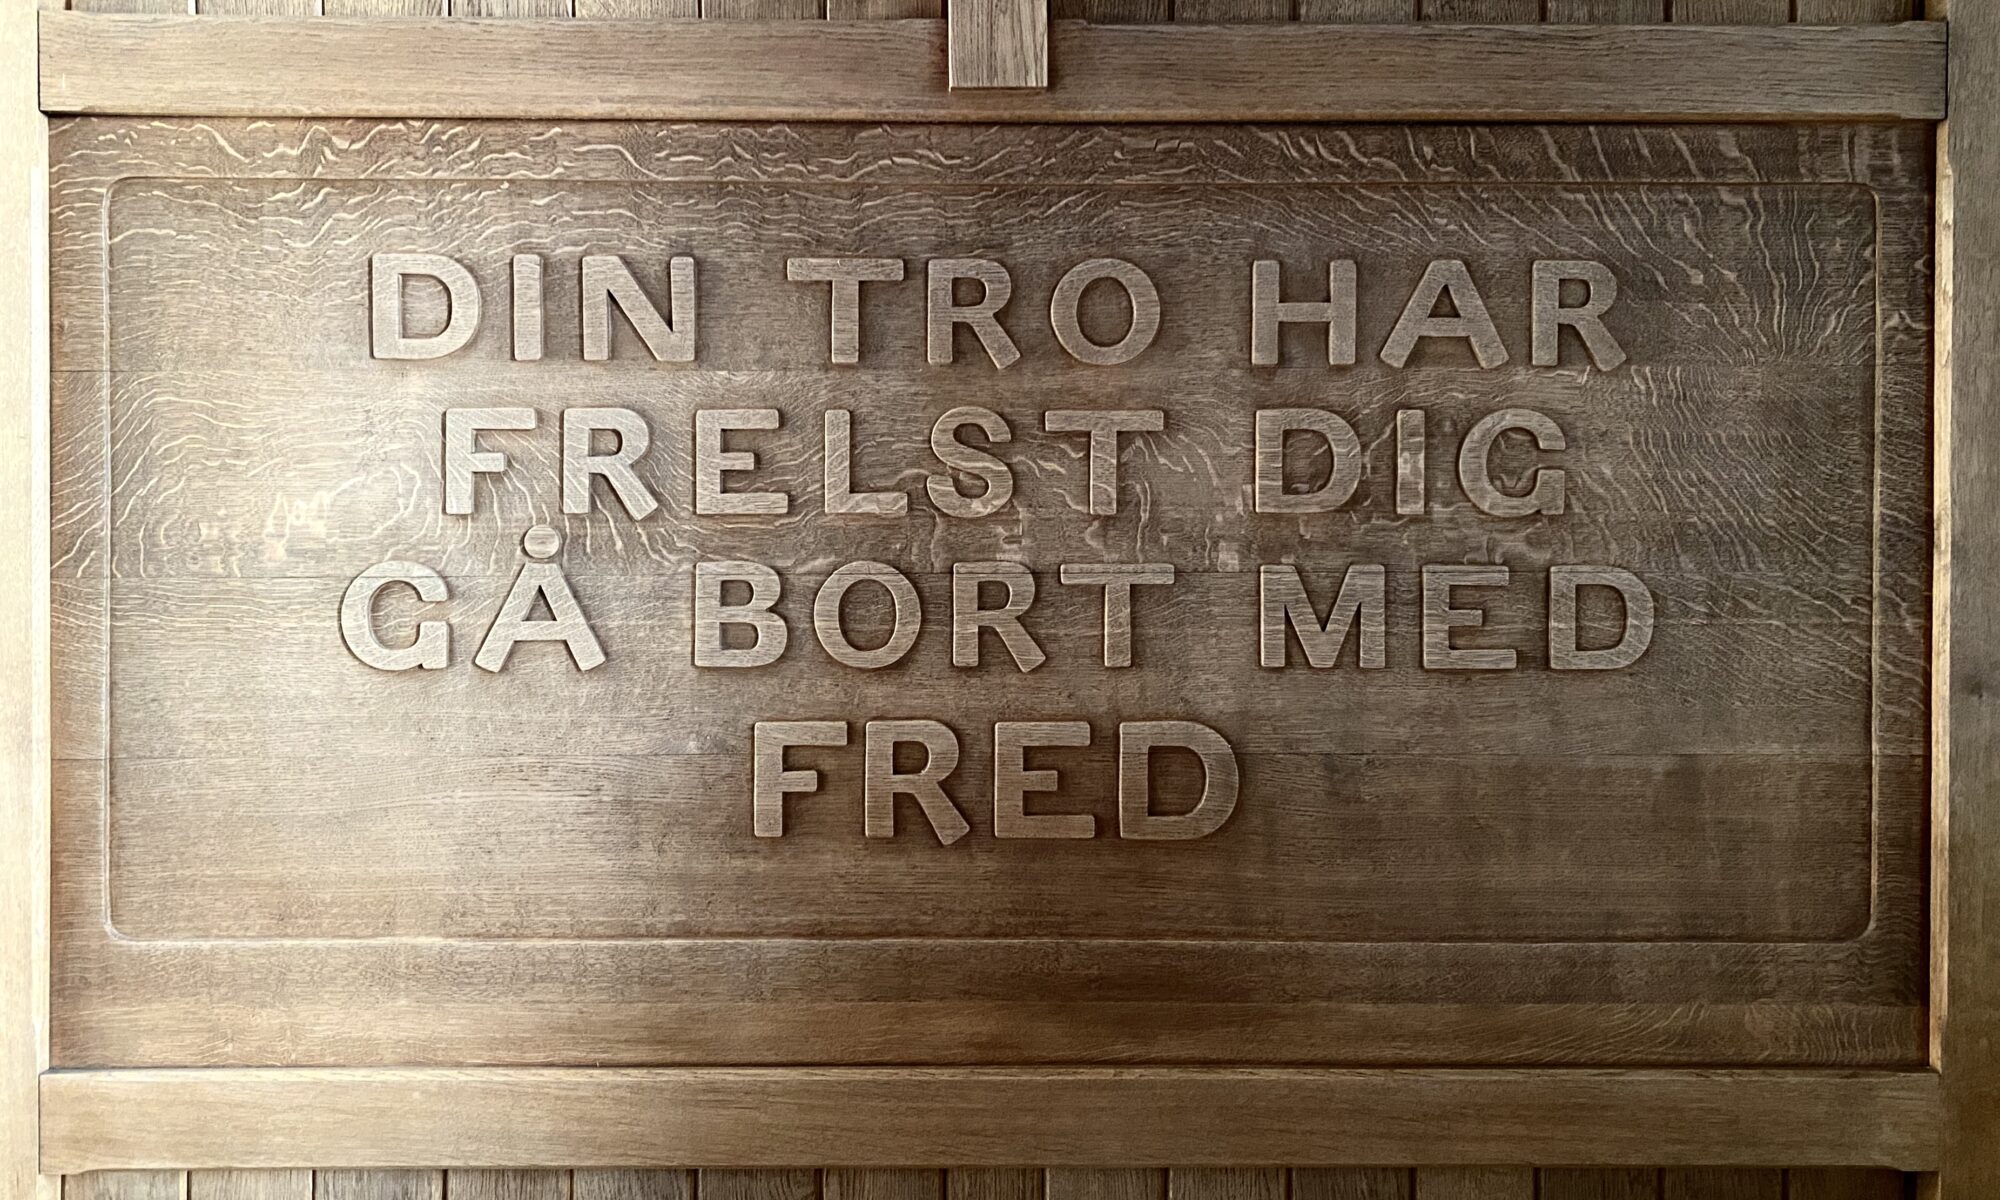 DIN TRO HAR
FRELST DIG
GÅ BORT MED
FRED